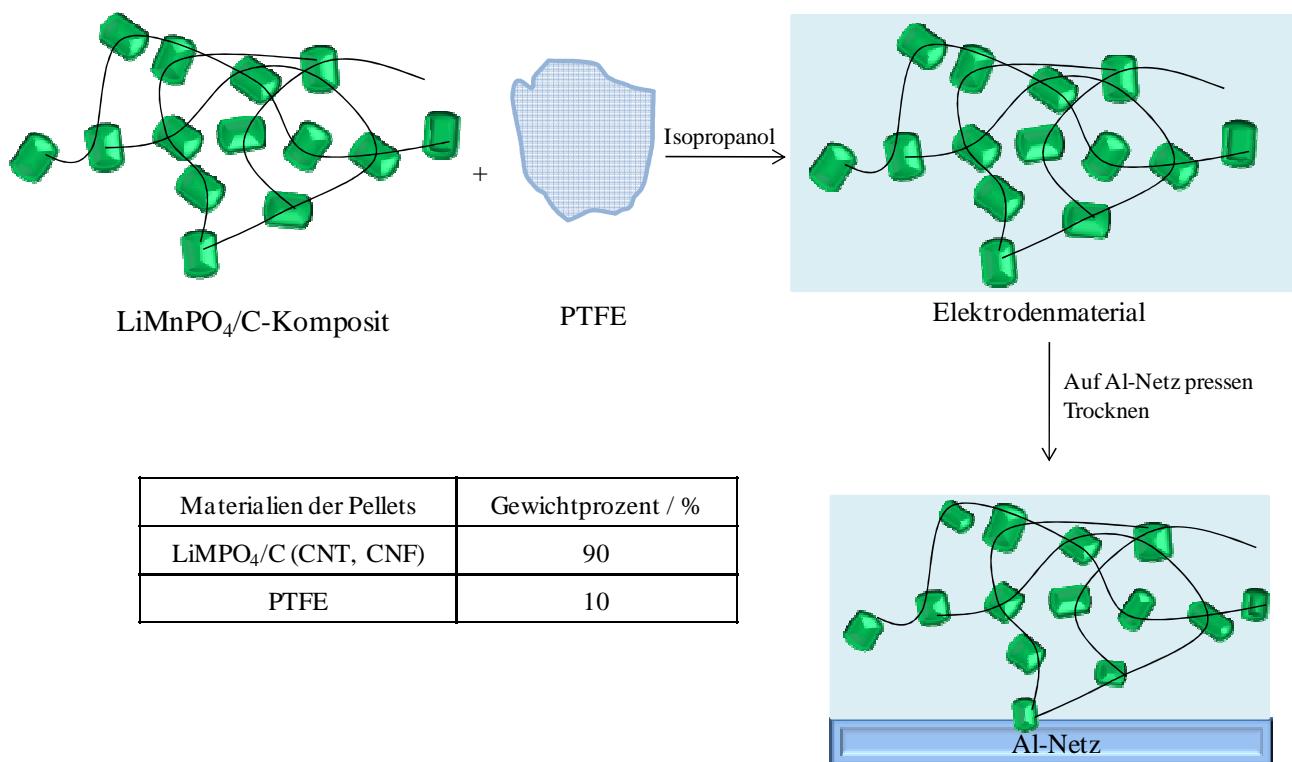 Isopropanol
+
LiMnPO₄/C-Komposit
PTFE
Elektrodenmaterial
Auf Al-Netz pressen
Trocknen
Materialien der Pellets Gewichtprozent / %
LiMPO₄/C (CNT, CNF) 90
PTFE 10
Al-Netz